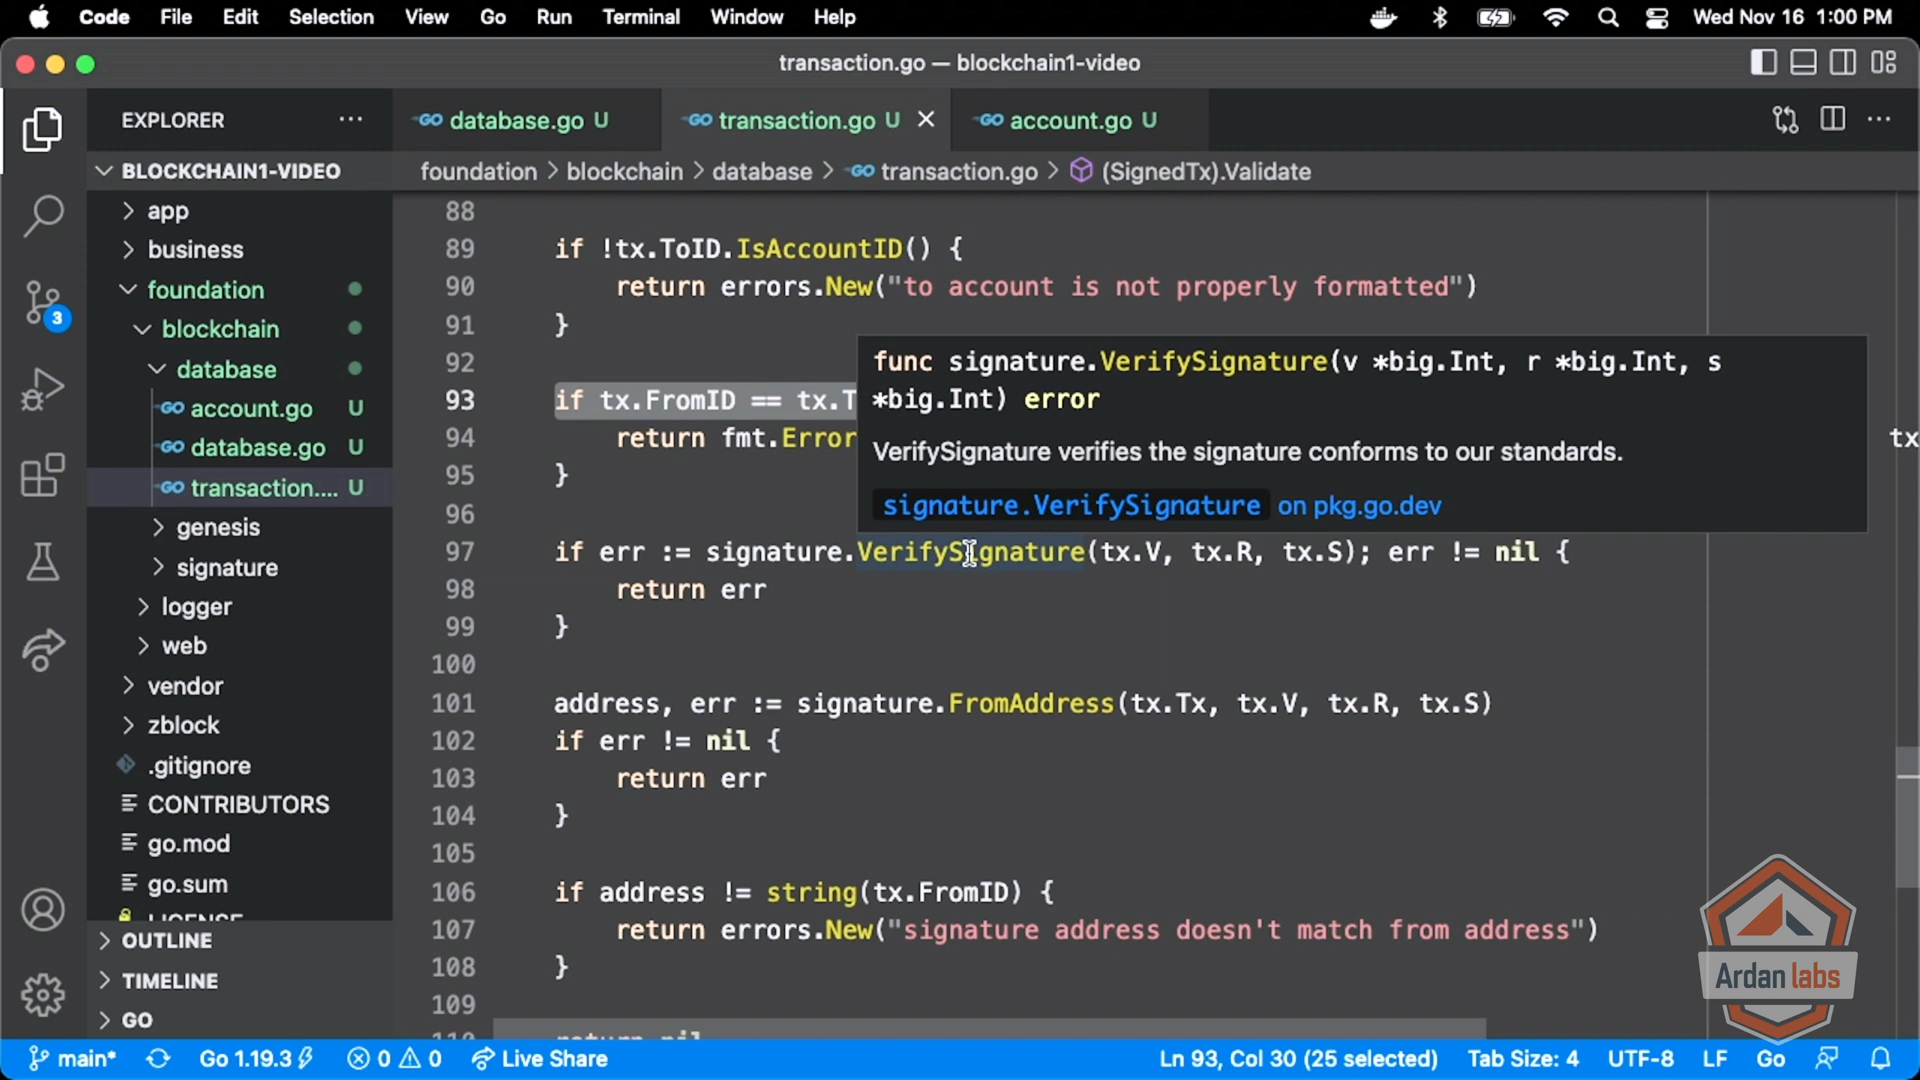 Code File Edit Selection View Go Run Terminal Window Help Wed Nov 16 1:00 PM
transaction.go — blockchain1-video
EXPLORER ···
database.go U transaction.go U account.go U
foundation > blockchain > database > transaction.go > (SignedTx).Validate
BLOCKCHAIN1-VIDEO
app
business
foundation
blockchain
database
account.go U
database.go U
transaction.... U
genesis
signature
logger
web
vendor
zblock
.gitignore
CONTRIBUTORS
go.mod
go.sum
LICENSE
OUTLINE
TIMELINE
GO
3
88
89 if !tx.ToID.IsAccountID() {
90 return errors.New("to account is not properly formatted")
91 }
92
93 if tx.FromID == tx.T
94 return fmt.Error
tx
95 }
96
func signature.VerifySignature(v *big.Int, r *big.Int, s
*big.Int) error
VerifySignature verifies the signature conforms to our standards.
signature.VerifySignature on pkg.go.dev
97 if err := signature.VerifySignature(tx.V, tx.R, tx.S); err != nil {
98 return err
99 }
100
101 address, err := signature.FromAddress(tx.Tx, tx.V, tx.R, tx.S)
102 if err != nil {
103 return err
104 }
105
106 if address != string(tx.FromID) {
107 return errors.New("signature address doesn't match from address")
108 }
109
110 return nil
Ardan labs
main* Go 1.19.3 0 0 Live Share Ln 93, Col 30 (25 selected) Tab Size: 4 UTF-8 LF Go